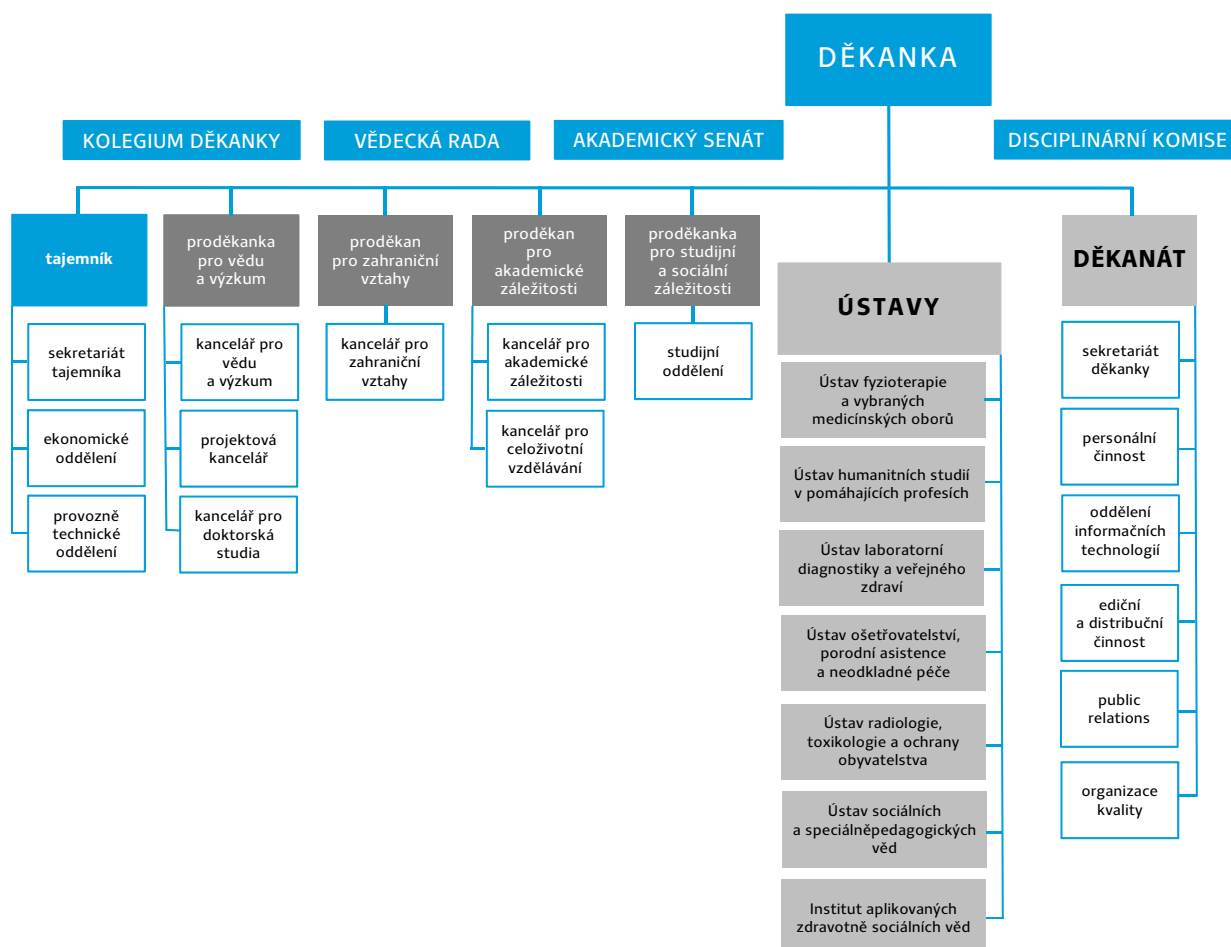 DĚKANKA
KOLEGIUM DĚKANKY
VĚDECKÁ RADA
AKADEMICKÝ SENÁT
DISCIPLINÁRNÍ KOMISE
tajemník
sekretariát
tajemníka
ekonomické
oddělení
provozně
technické
oddělení
proděkanka
pro vědu
a výzkum
kancelář pro
vědu
a výzkum
projektová
kancelář
kancelář pro
doktorská
studia
proděkan
pro zahraniční
vztahy
kancelář pro
zahraniční
vztahy
proděkan
pro
akademické
záležitosti
kancelář pro
akademické
záležitosti
kancelář pro
celoživotní
vzdělávání
proděkanka
pro studijní
a sociální
záležitosti
studijní
oddělení
ÚSTAVY
Ústav fyzioterapie
a vybraných
medicínských oborů
Ústav humanitních studií
v pomáhajících profesích
Ústav laboratorní
diagnostiky a veřejného
zdraví
Ústav ošetřovatelství,
porodní asistence
a neodkladné péče
Ústav radiologie,
toxikologie a ochrany
obyvatelstva
Ústav sociálních
a speciálněpedagogických
věd
Institut aplikovaných
zdravotně sociálních věd
DĚKANÁT
sekretariát
děkanky
personální
činnost
oddělení
informačních
technologií
ediční
a distribuční
činnost
public
relations
organizace
kvality